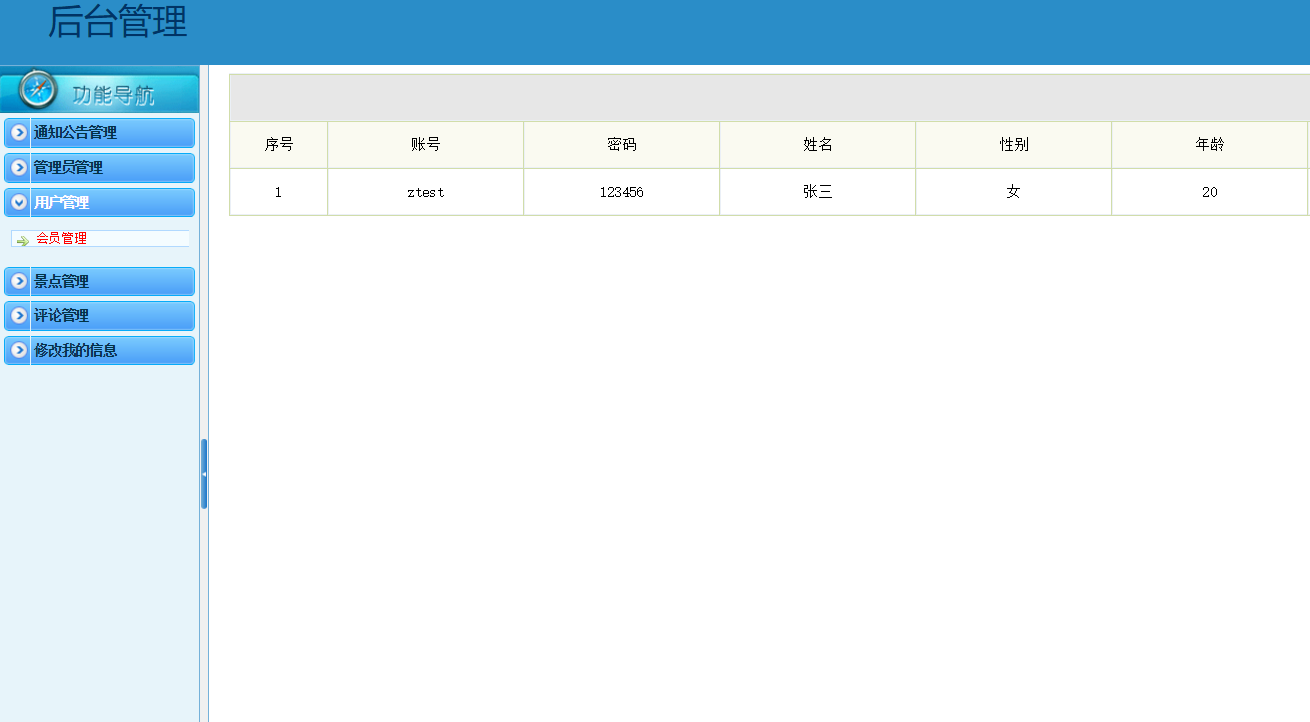 后台管理
功能导航
通知公告管理
管理员管理
用户管理
会员管理
景点管理
评论管理
修改我的信息
序号 账号 密码 姓名 性别 年龄
1 ztest 123456 张三 女 20